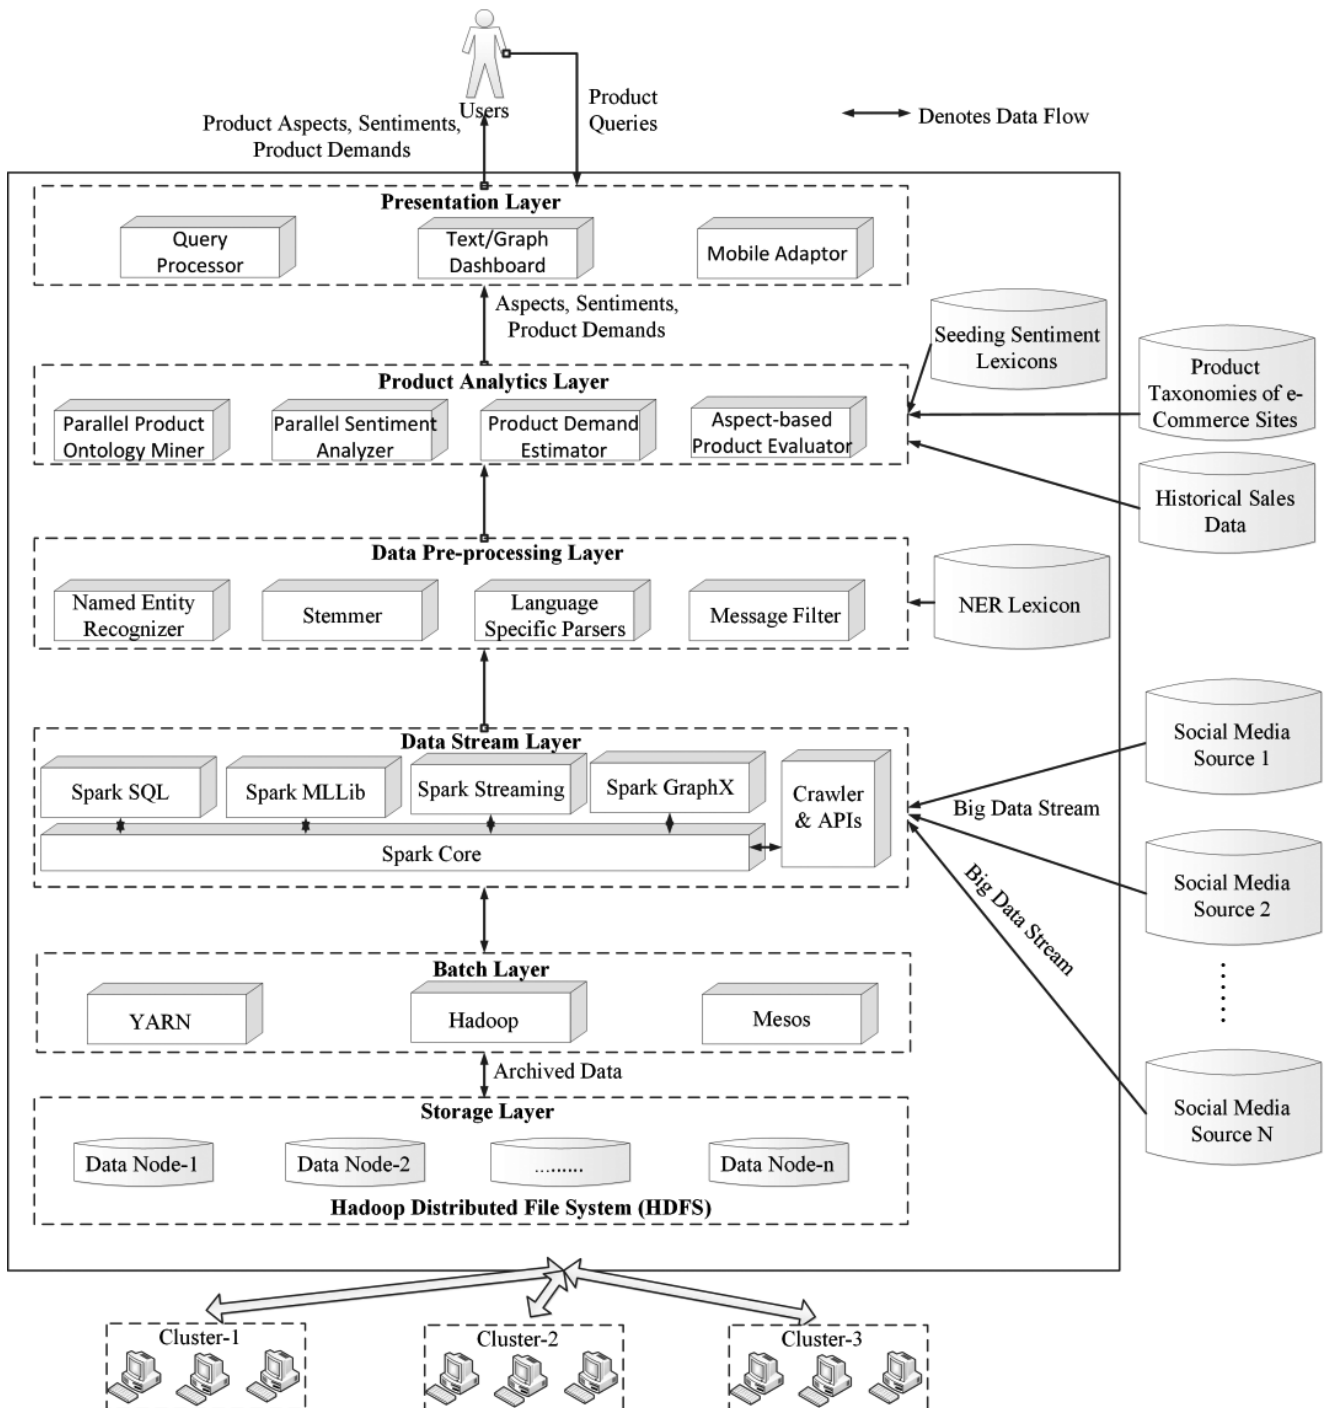 Users
Product Aspects, Sentiments,
Product Demands
Product
Queries
Denotes Data Flow
Presentation Layer
Query
Processor
Text/Graph
Dashboard
Mobile Adaptor
Aspects, Sentiments,
Product Demands
Seeding Sentiment
Lexicons
Product
Taxonomies of e-
Commerce Sites
Product Analytics Layer
Parallel Product
Ontology Miner
Parallel Sentiment
Analyzer
Product Demand
Estimator
Aspect-based
Product Evaluator
Historical Sales
Data
Data Pre-processing Layer
Named Entity
Recognizer
Stemmer
Language
Specific Parsers
Message Filter
NER Lexicon
Data Stream Layer
Spark SQL
Spark MLLib
Spark Streaming
Spark GraphX
Crawler
& APIs
Spark Core
Social Media
Source 1
Big Data Stream
Social Media
Source 2
Big Data Stream
Batch Layer
YARN
Hadoop
Mesos
Archived Data
Social Media
Source N
Storage Layer
Data Node-1
Data Node-2
.........
Data Node-n
Hadoop Distributed File System (HDFS)
Cluster-1
Cluster-2
Cluster-3